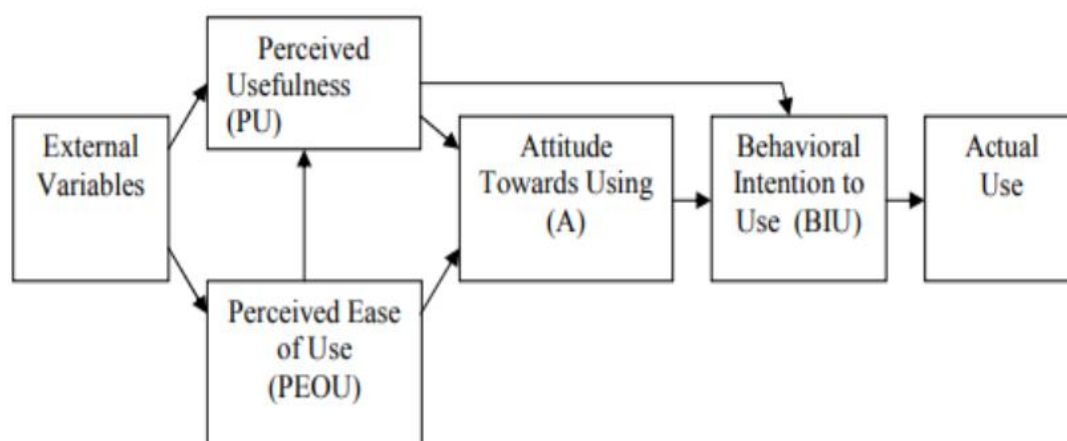 Perceived
Usefulness
(PU)
External
Variables
Attitude
Towards Using
(A)
Behavioral
Intention to
Use (BIU)
Actual
Use
Perceived Ease
of Use
(PEOU)